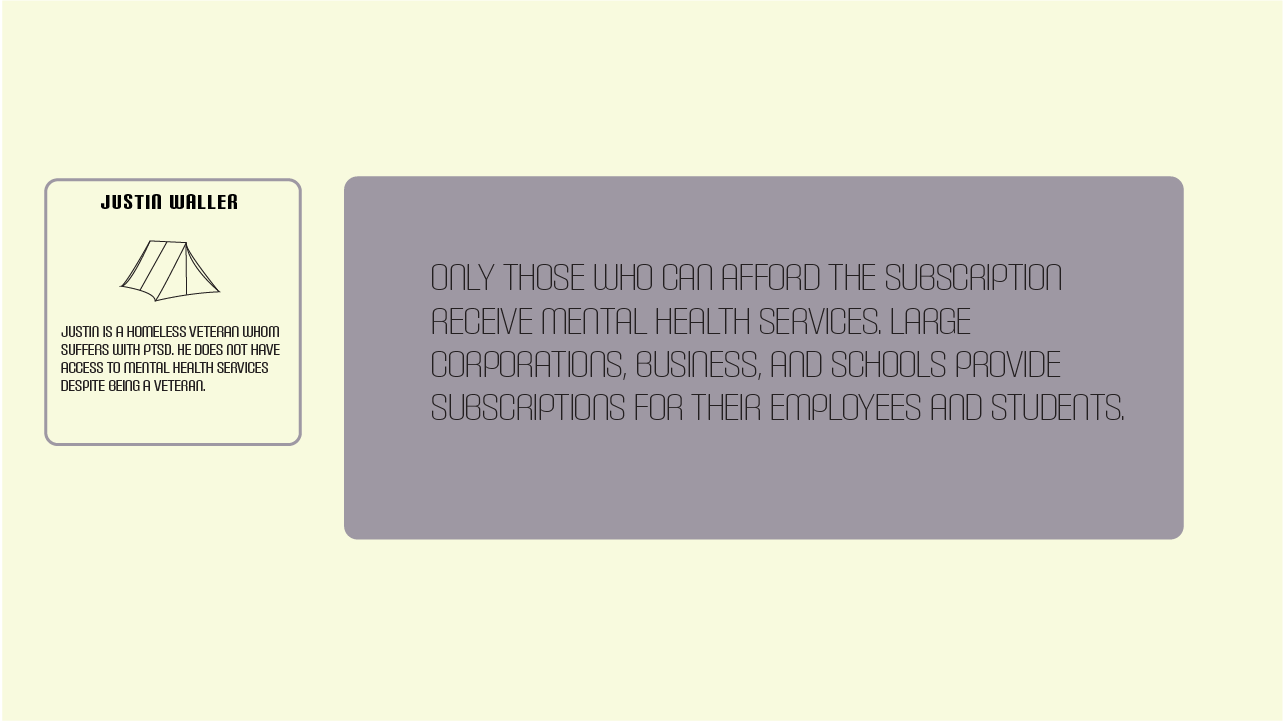 JUSTIN WALLER
JUSTIN IS A HOMELESS VETERAN WHOM
SUFFERS WITH PTSD. HE DOES NOT HAVE
ACCESS TO MENTAL HEALTH SERVICES
DESPITE BEING A VETERAN.
ONLY THOSE WHO CAN AFFORD THE SUBSCRIPTION
RECEIVE MENTAL HEALTH SERVICES. LARGE
CORPORATIONS, BUSINESS, AND SCHOOLS PROVIDE
SUBSCRIPTIONS FOR THEIR EMPLOYEES AND STUDENTS.